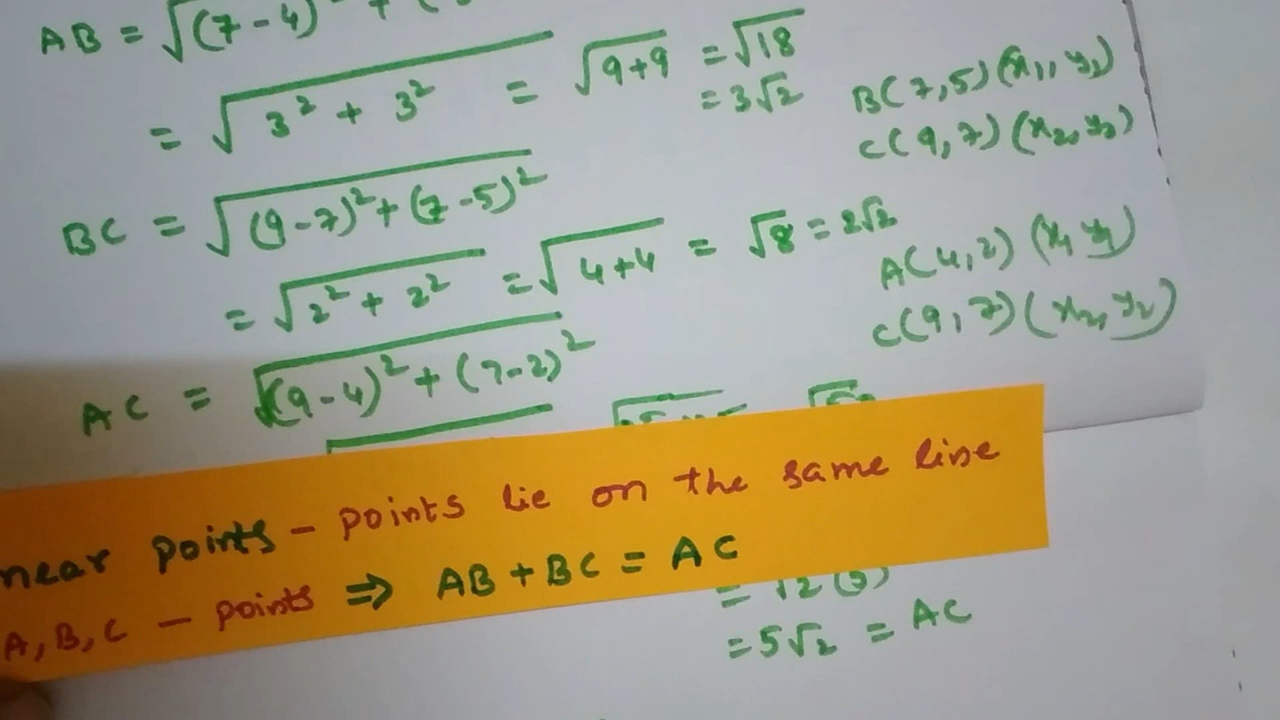 AB = √(7-4)² + (
= √3² + 3² = √9+9 = √18
= 3√2
B(7,5) (x₁, y₁)
C(9,7) (x₂, y₂)
BC = √(9-7)² + (7-5)²
= √2² + 2² = √4+4 = √8 = 2√2
A(4,2) (x₁ y₁)
C(9,7) (x₂, y₂)
AC = √(9-4)² + (7-2)²
near points - points lie on the same line
A, B, C - points ⇒ AB + BC = AC
= 5√2 = AC